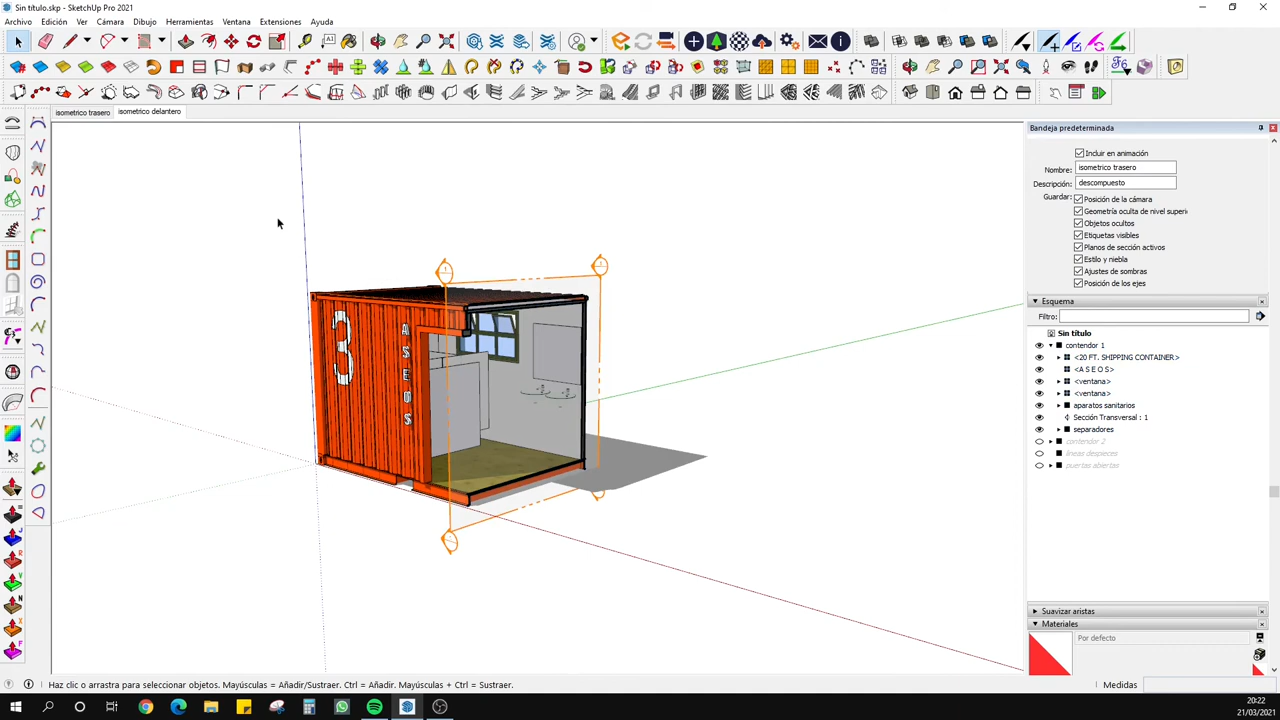 Sin título.skp - SketchUp Pro 2021
Archivo Edición Ver Cámara Dibujo Herramientas Ventana Extensiones Ayuda
isometrico trasero isometrico delantero
3
A
S
E
O
S
Bandeja predeterminada
Incluir en animación
Nombre: isometrico trasero
Descripción: descompuesto
Guardar: Posición de la cámara
Geometría oculta de nivel superio
Objetos ocultos
Etiquetas visibles
Planos de sección activos
Estilo y niebla
Ajustes de sombras
Posición de los ejes
Esquema
Filtro:
Sin título
contendor 1
<20 FT. SHIPPING CONTAINER>
<A S E O S>
<ventana>
<ventana>
aparatos sanitarios
Sección Transversal : 1
separadores
contendor 2
lineas despieces
puertas abiertas
Suavizar aristas
Materiales
Por defecto
Haz clic o arrastra para seleccionar objetos. Mayúsculas = Añadir/Sustraer. Ctrl = Añadir. Mayúsculas + Ctrl = Sustraer.
Medidas
20:22
21/03/2021